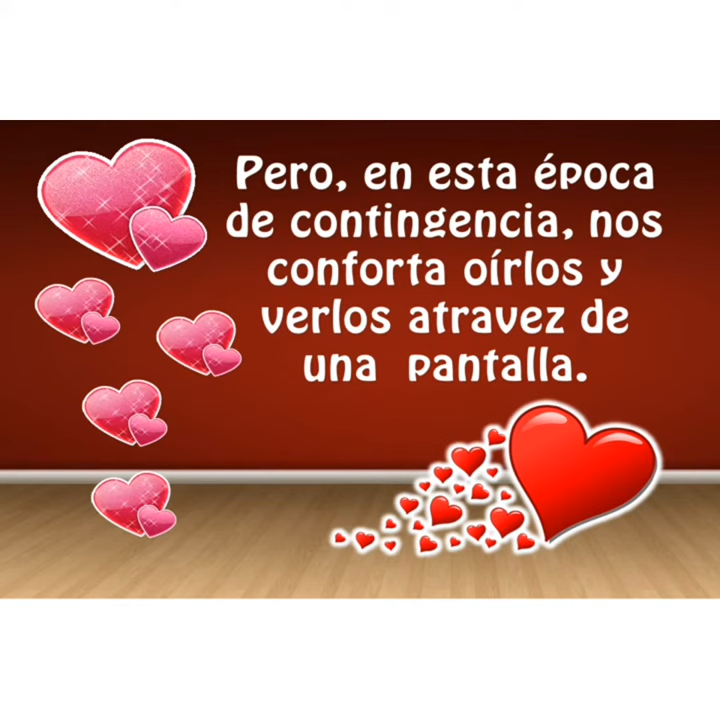 Pero, en esta época
de contingencia, nos
conforta oírlos y
verlos atravez de
una pantalla.